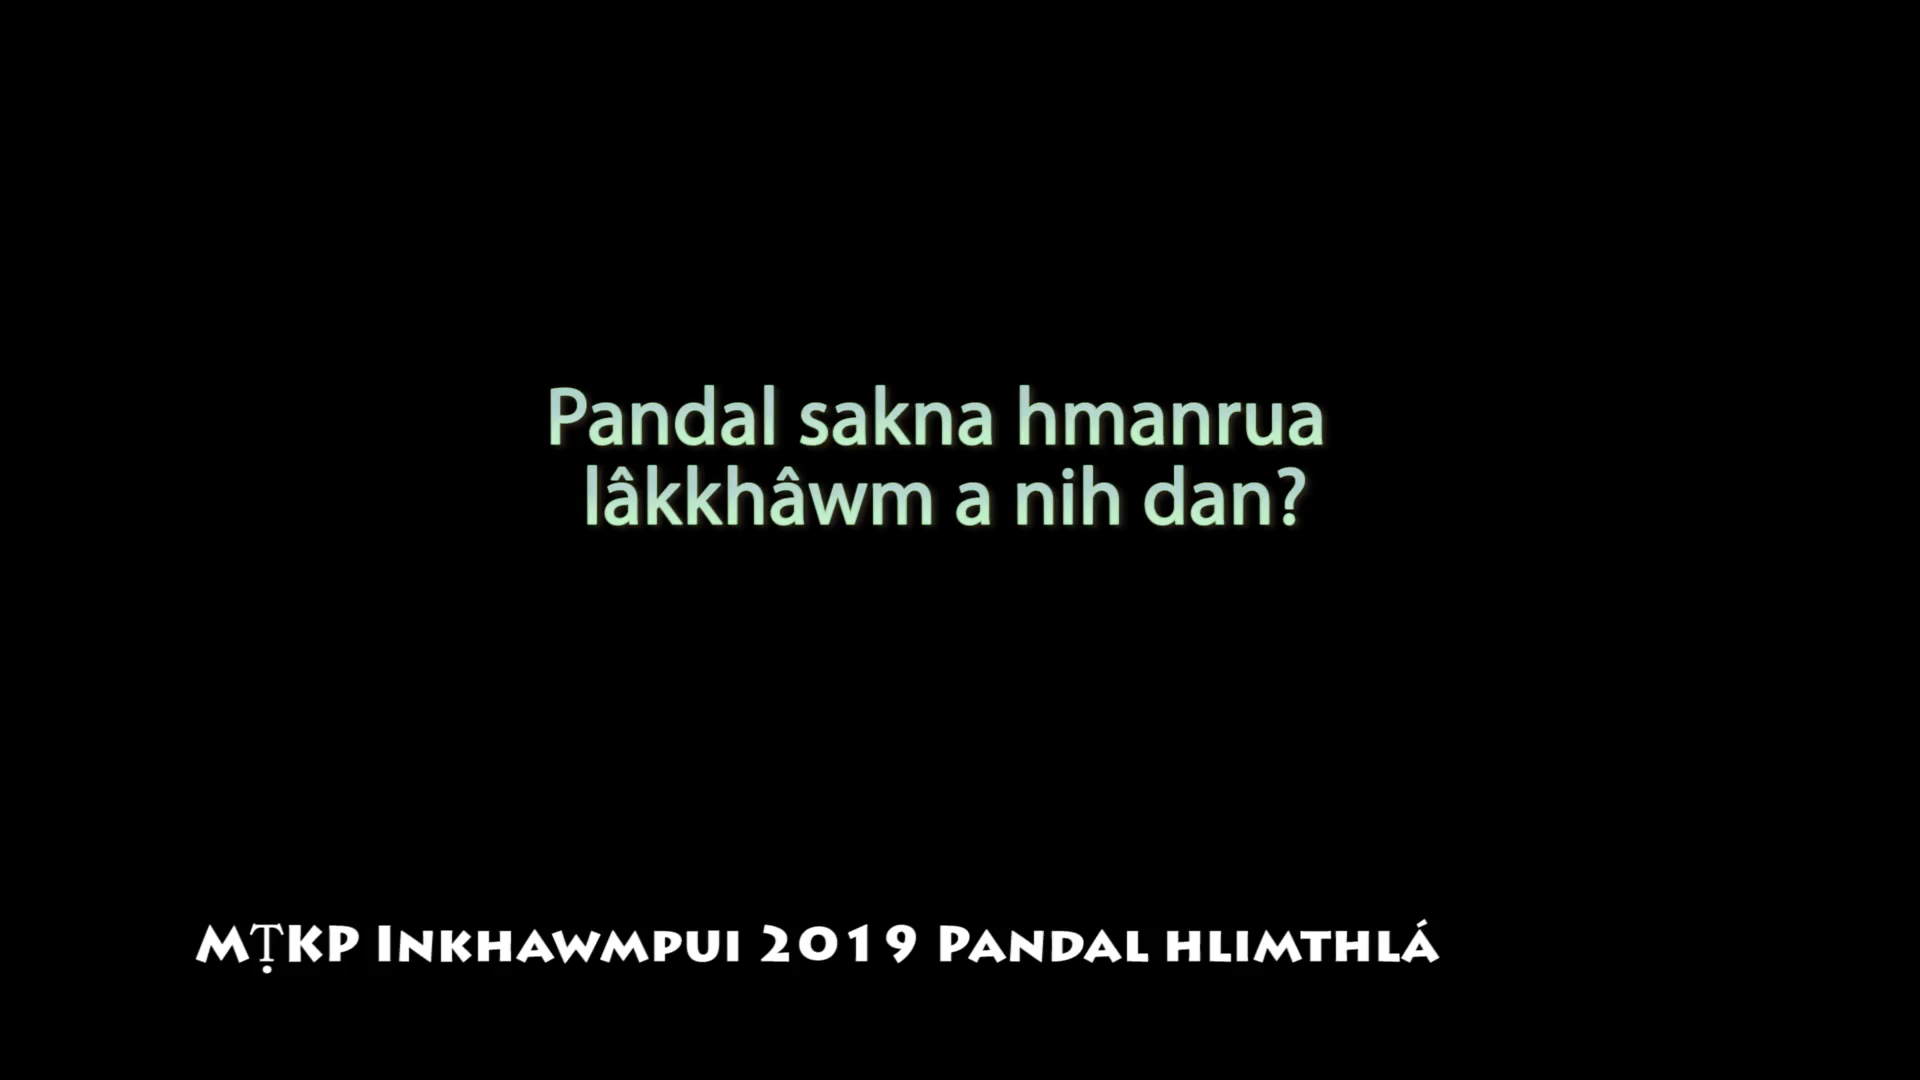 Pandal sakna hmanrua
lâkkhâwm a nih dan?
MṬKP Inkhawmpui 2019 Pandal hlimthlá